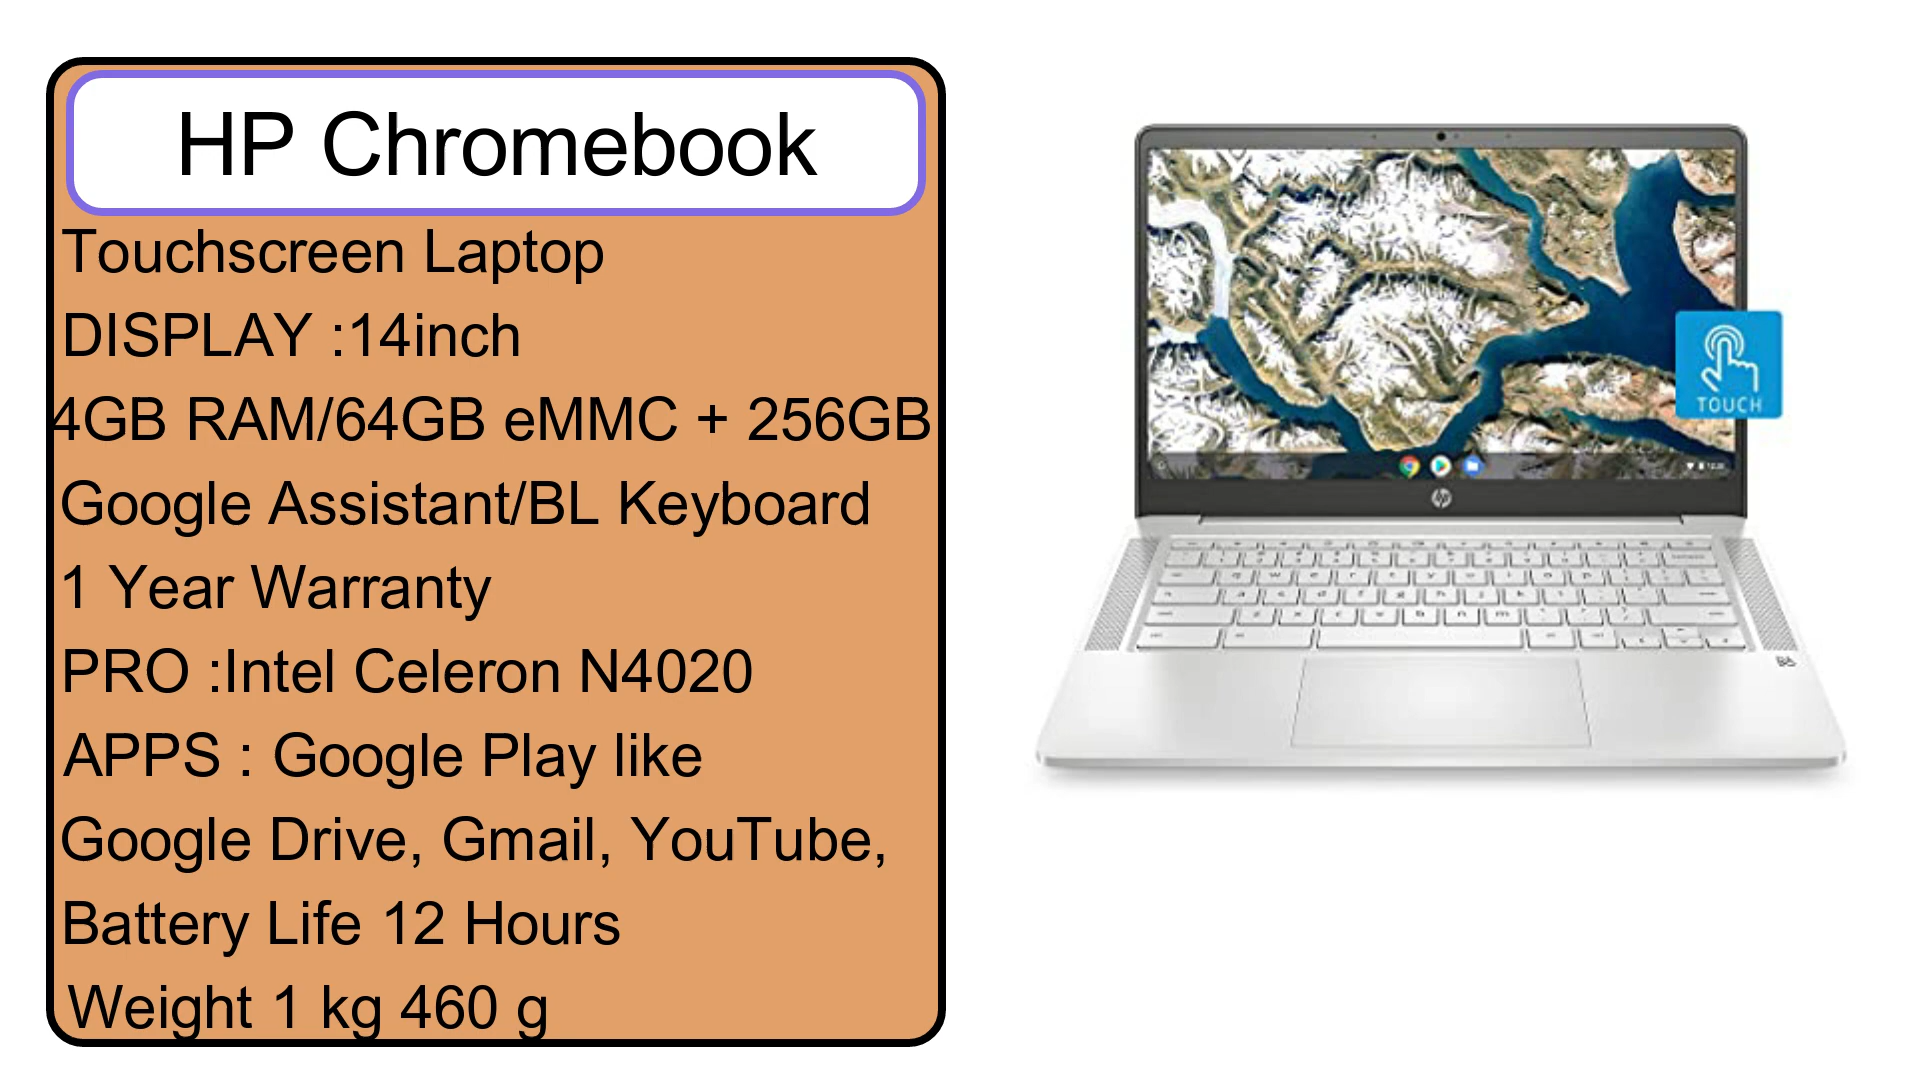 HP Chromebook
Touchscreen Laptop
DISPLAY :14inch
4GB RAM/64GB eMMC + 256GB
Google Assistant/BL Keyboard
1 Year Warranty
PRO :Intel Celeron N4020
APPS : Google Play like
Google Drive, Gmail, YouTube,
Battery Life 12 Hours
Weight 1 kg 460 g
TOUCH
hp